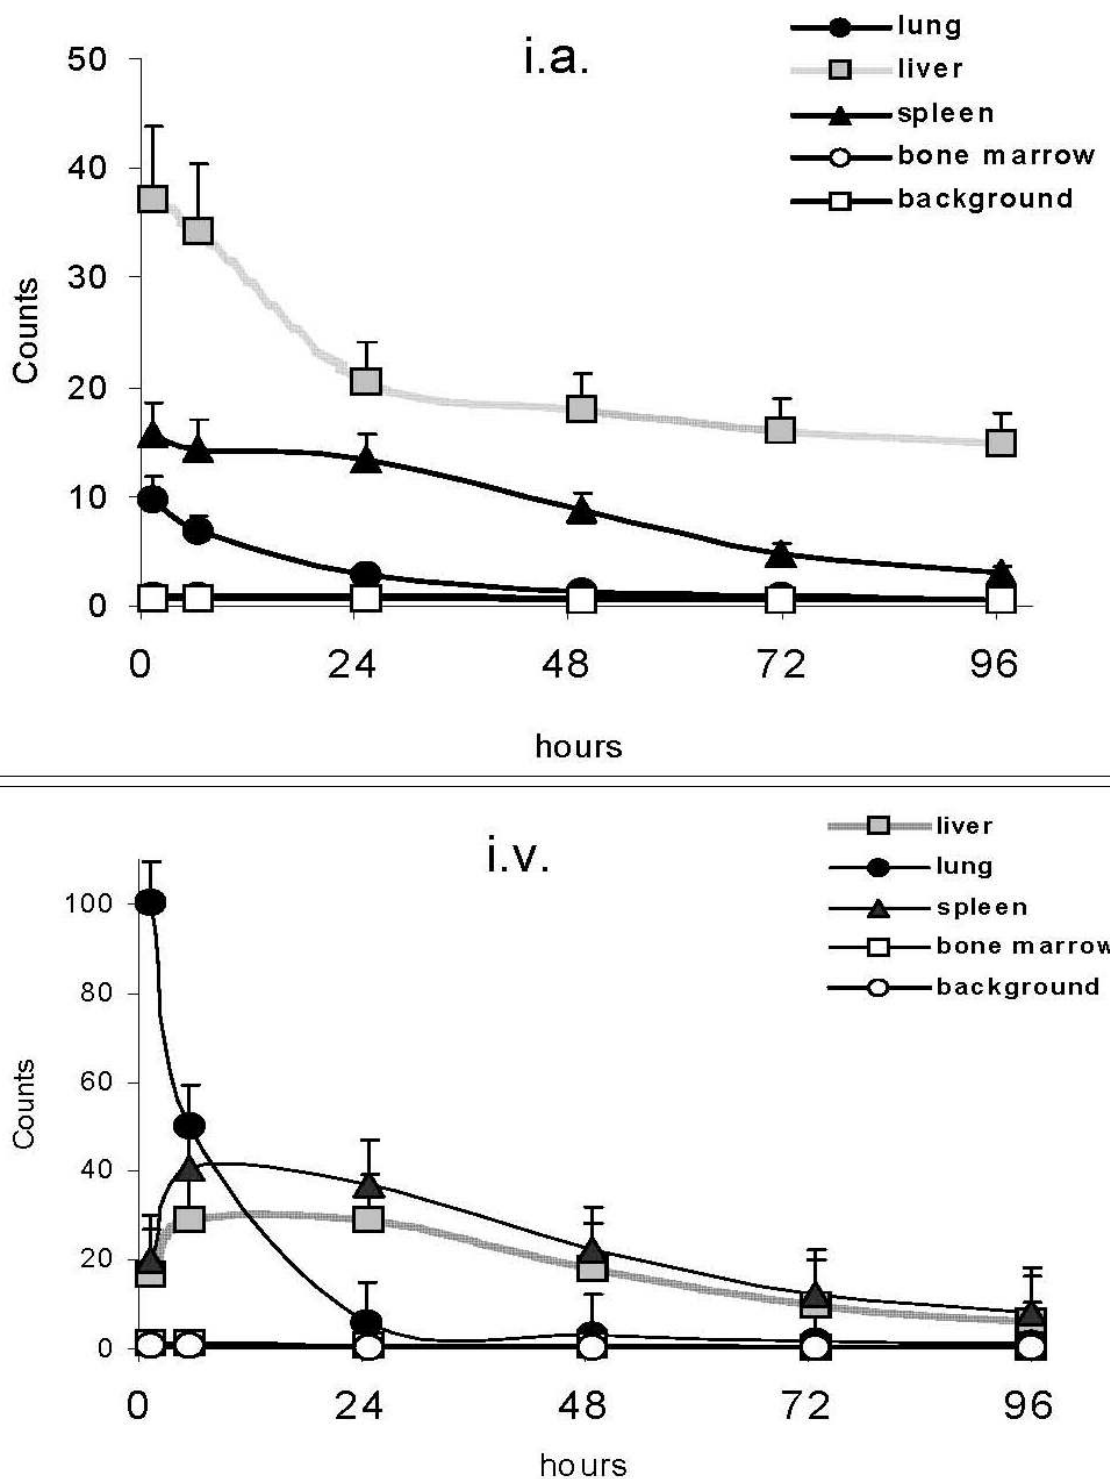 i.a.
lung
liver
spleen
bone marrow
background
50
40
30
20
10
0
Counts
0 24 48 72 96
hours
i.v.
liver
lung
spleen
bone marrow
background
100
80
60
40
20
0
Counts
0 24 48 72 96
hours